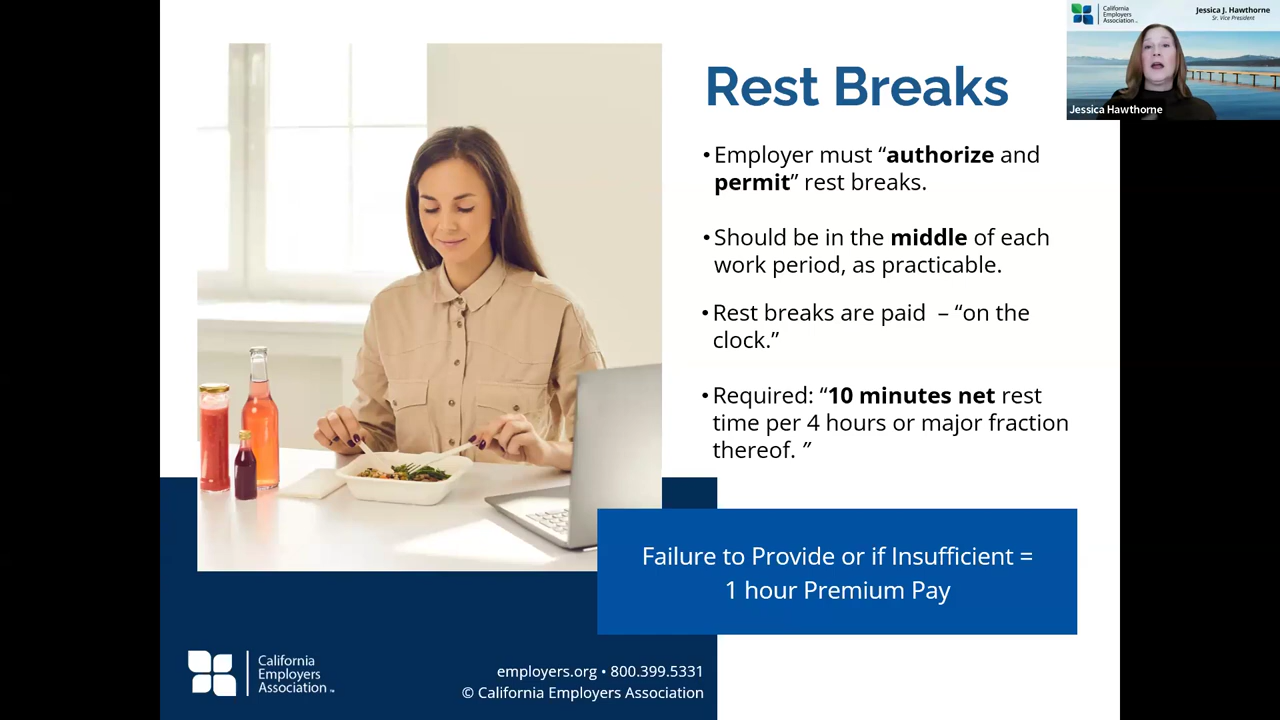 California
Employers
Association
Jessica J. Hawthorne
Sr. Vice President
Jessica Hawthorne
Rest Breaks
• Employer must “authorize and
permit” rest breaks.
• Should be in the middle of each
work period, as practicable.
• Rest breaks are paid – “on the
clock.”
• Required: “10 minutes net rest
time per 4 hours or major fraction
thereof. ”
Failure to Provide or if Insufficient =
1 hour Premium Pay
California
Employers
Association™
employers.org • 800.399.5331
© California Employers Association